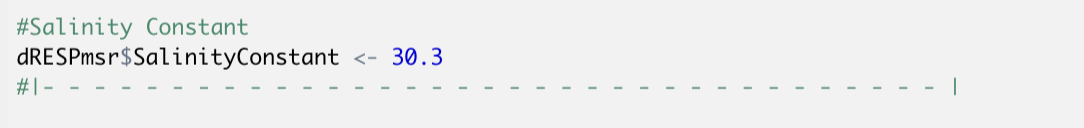 #Salinity Constant
dRESPmsr$SalinityConstant <- 30.3
#|- - - - - - - - - - - - - - - - - - - - - - - - - - - - - - - - - - - |